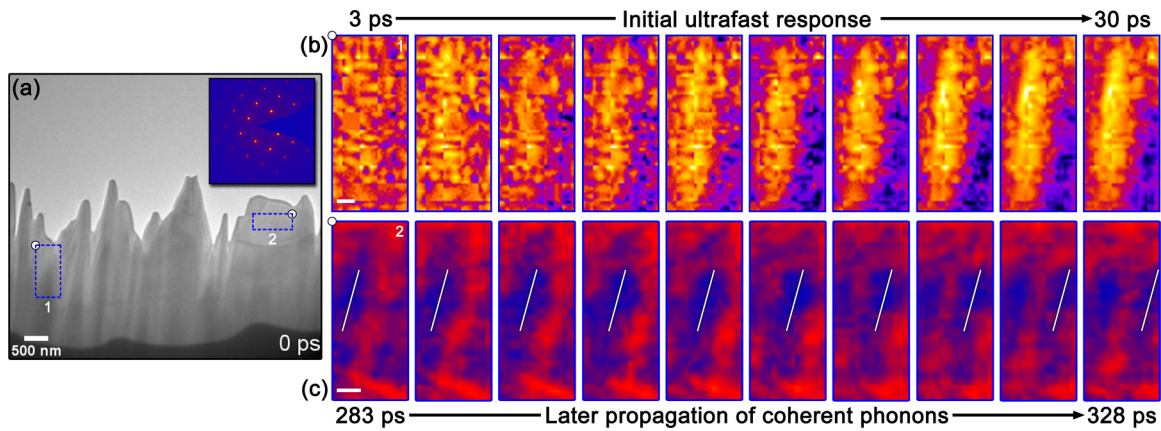 3 ps Initial ultrafast response 30 ps
(b)
1
(a)
2
1
500 nm
0 ps
2
(c)
283 ps Later propagation of coherent phonons 328 ps